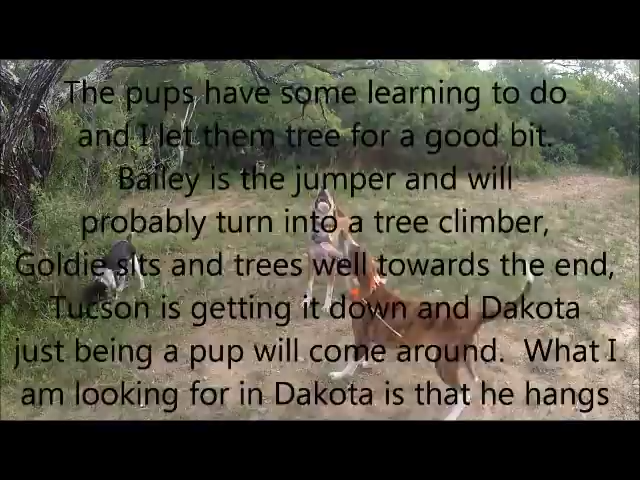 The pups have some learning to do
and I let them tree for a good bit.
Bailey is the jumper and will
probably turn into a tree climber,
Goldie sits and trees well towards the end,
Tucson is getting it down and Dakota
just being a pup will come around.  What I
am looking for in Dakota is that he hangs